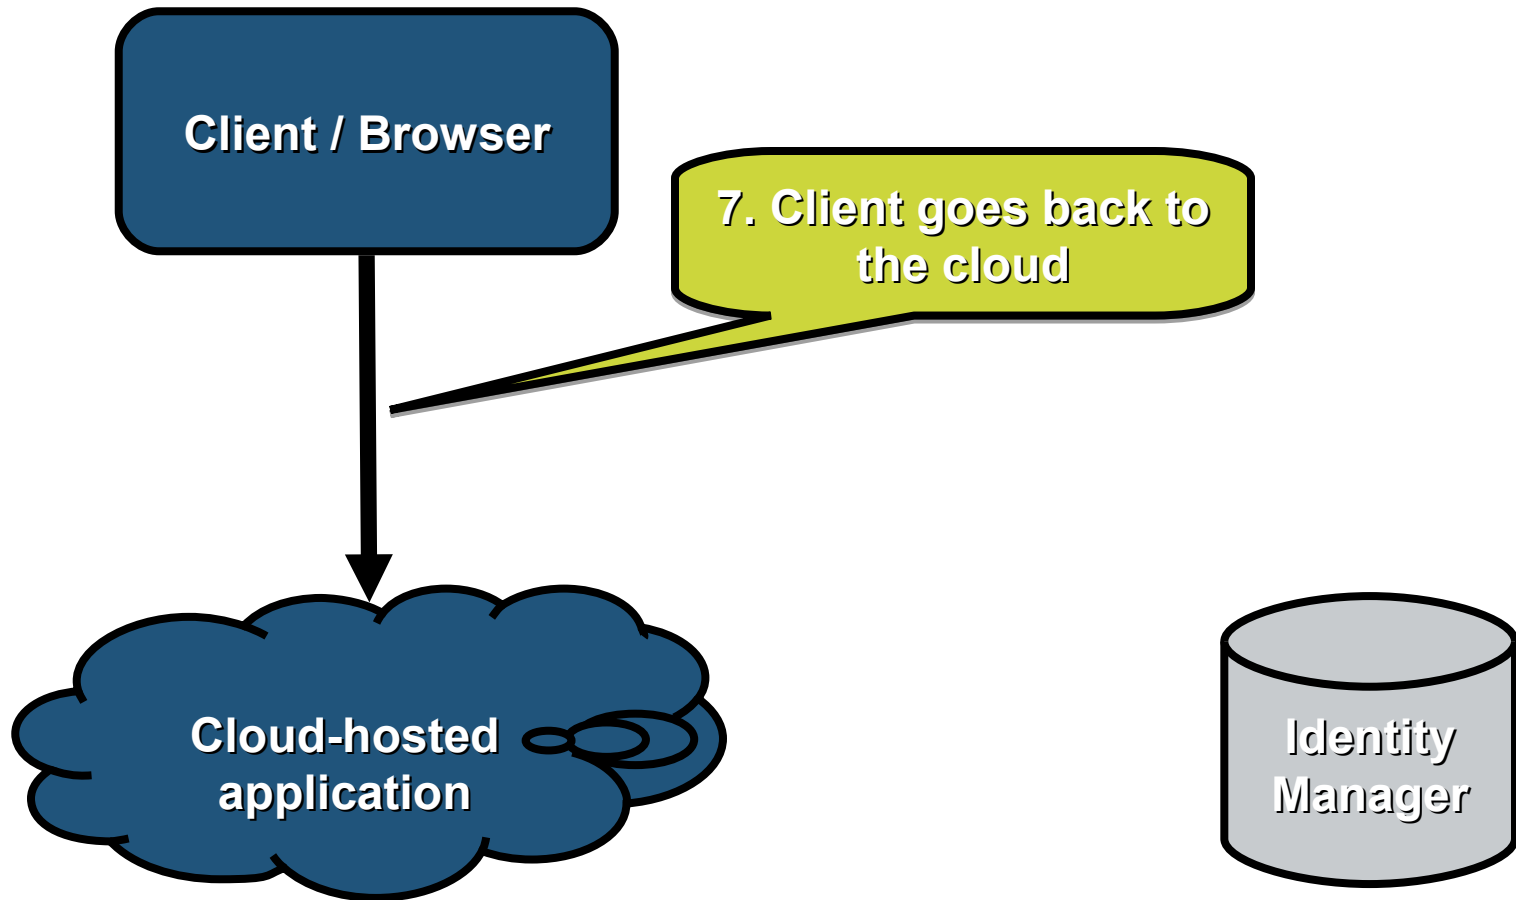 Client / Browser
7. Client goes back to
the cloud
Cloud-hosted
application
Identity
Manager